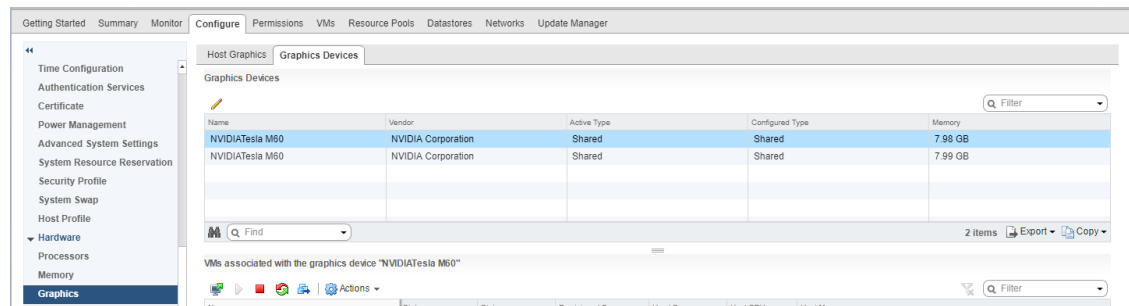 Getting Started Summary Monitor Configure Permissions VMs Resource Pools Datastores Networks Update Manager
Time Configuration
Authentication Services
Certificate
Power Management
Advanced System Settings
System Resource Reservation
Security Profile
System Swap
Host Profile
Hardware
Processors
Memory
Graphics
Host Graphics Graphics Devices
Graphics Devices
Filter
Name Vendor Active Type Configured Type Memory
NVIDIATesla M60 NVIDIA Corporation Shared Shared 7.98 GB
NVIDIATesla M60 NVIDIA Corporation Shared Shared 7.99 GB
Find 2 items Export Copy
VMs associated with the graphics device "NVIDIATesla M60"
Actions Filter